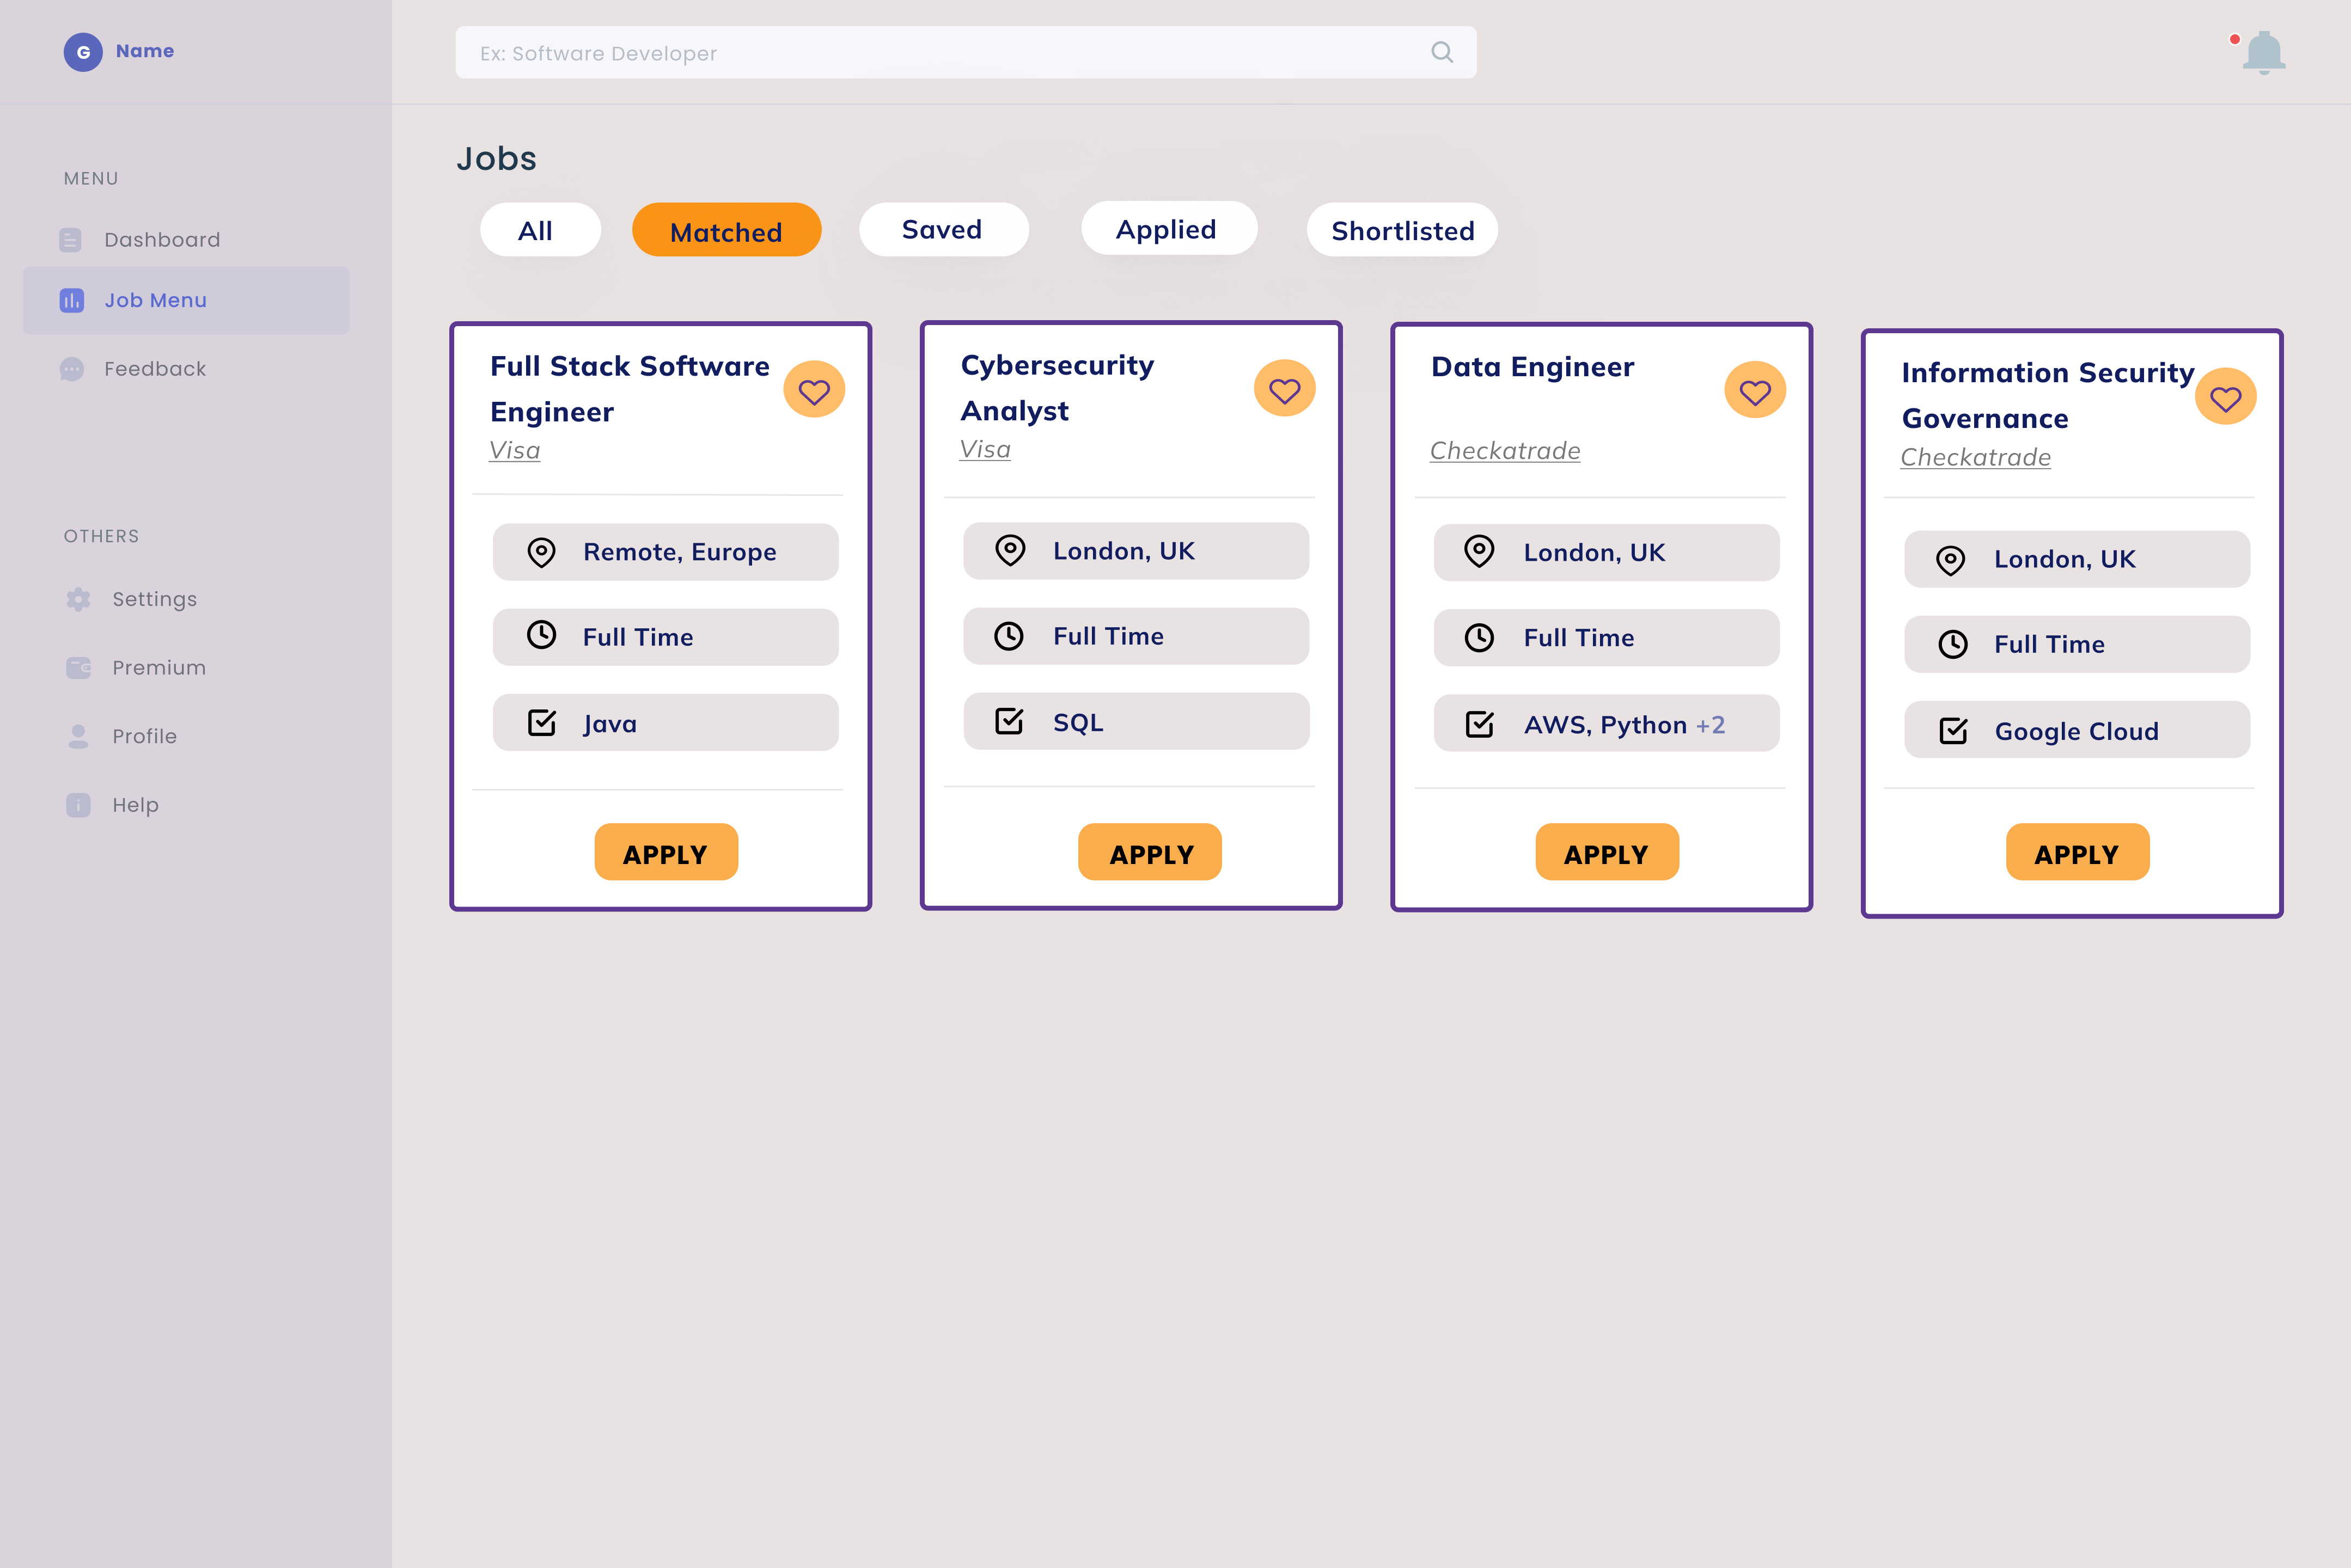 G Name
Ex: Software Developer
MENU
Dashboard
Job Menu
Feedback
OTHERS
Settings
Premium
Profile
Help
Jobs
All Matched Saved Applied Shortlisted
Full Stack Software
Engineer
Visa
Remote, Europe
Full Time
Java
APPLY
Cybersecurity
Analyst
Visa
London, UK
Full Time
SQL
APPLY
Data Engineer
Checkatrade
London, UK
Full Time
AWS, Python +2
APPLY
Information Security
Governance
Checkatrade
London, UK
Full Time
Google Cloud
APPLY